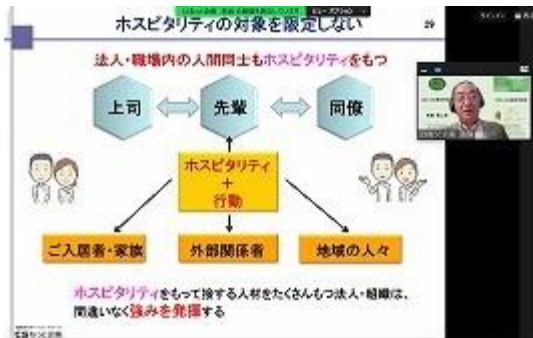 ホスピタリティの対象を限定しない
29
法人・職場内の人間同士もホスピタリティをもつ
上司
先輩
同僚
ホスピタリティ
+
行動
ご入居者・家族
外部関係者
地域の人々
ホスピタリティをもって接する人材をたくさんもつ法人・組織は、
間違いなく強みを発揮する